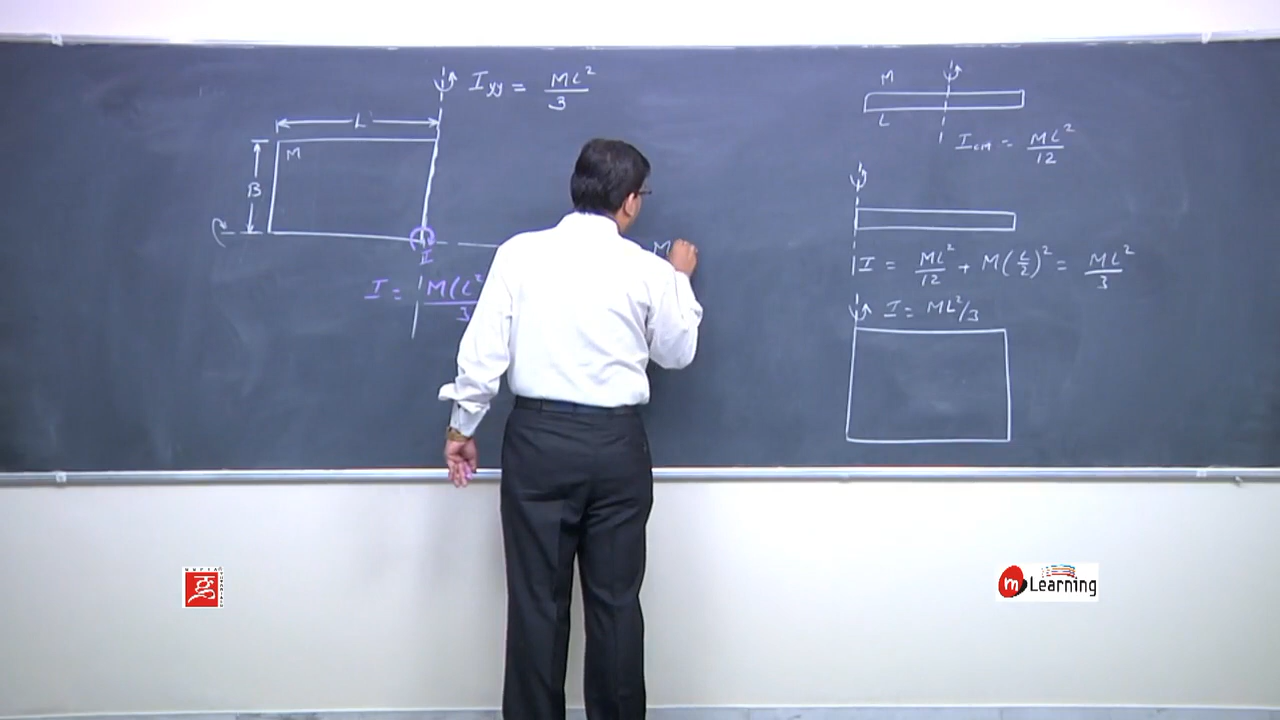 I_yy = ML²/3
L
M
B
I = M(L²
3
M
M
L
I_CM = ML²/12
I = ML²/12 + M(L/2)² = ML²/3
I = ML²/3
m Learning